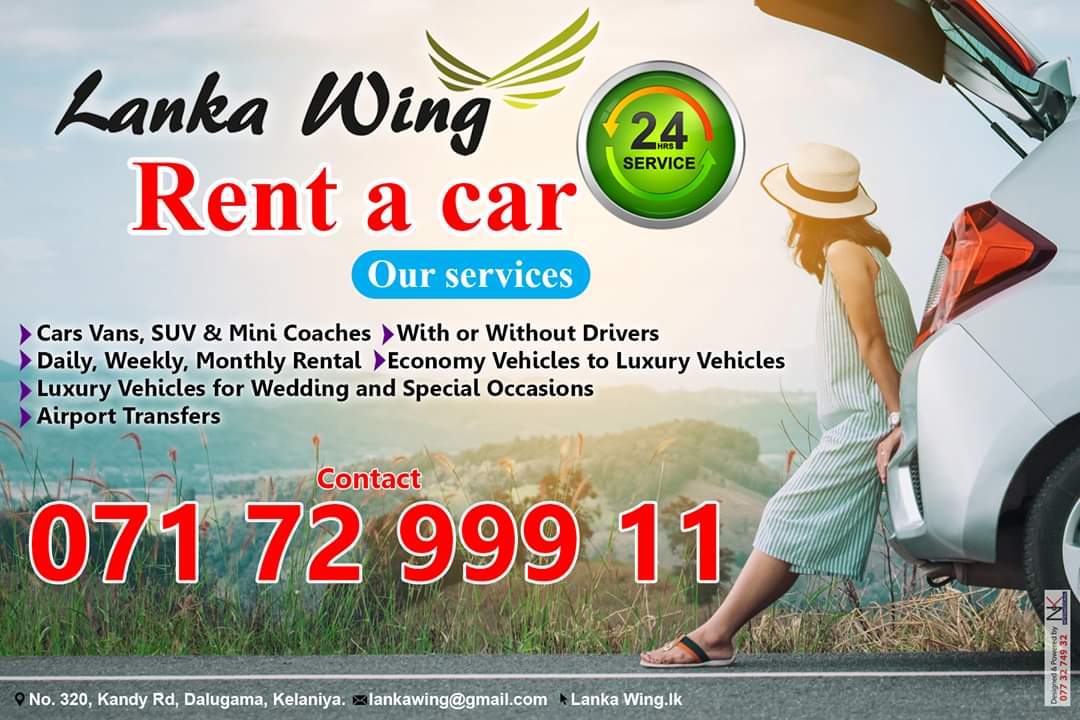 Lanka Wing
24
HRS
SERVICE
Rent a car
Our services
Cars Vans, SUV & Mini Coaches With or Without Drivers
Daily, Weekly, Monthly Rental Economy Vehicles to Luxury Vehicles
Luxury Vehicles for Wedding and Special Occasions
Airport Transfers
Contact
071 72 999 11
No. 320, Kandy Rd, Dalugama, Kelaniya. lankawing@gmail.com Lanka Wing.lk
Designed & Powered by
077 32 749 32
NK